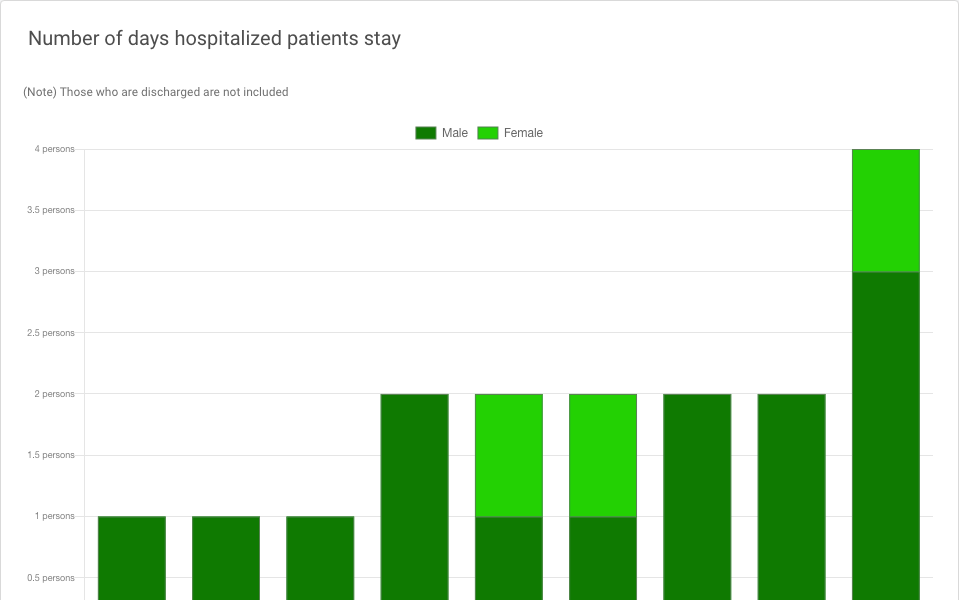 Number of days hospitalized patients stay
(Note) Those who are discharged are not included
Male Female
4 persons
3.5 persons
3 persons
2.5 persons
2 persons
1.5 persons
1 persons
0.5 persons